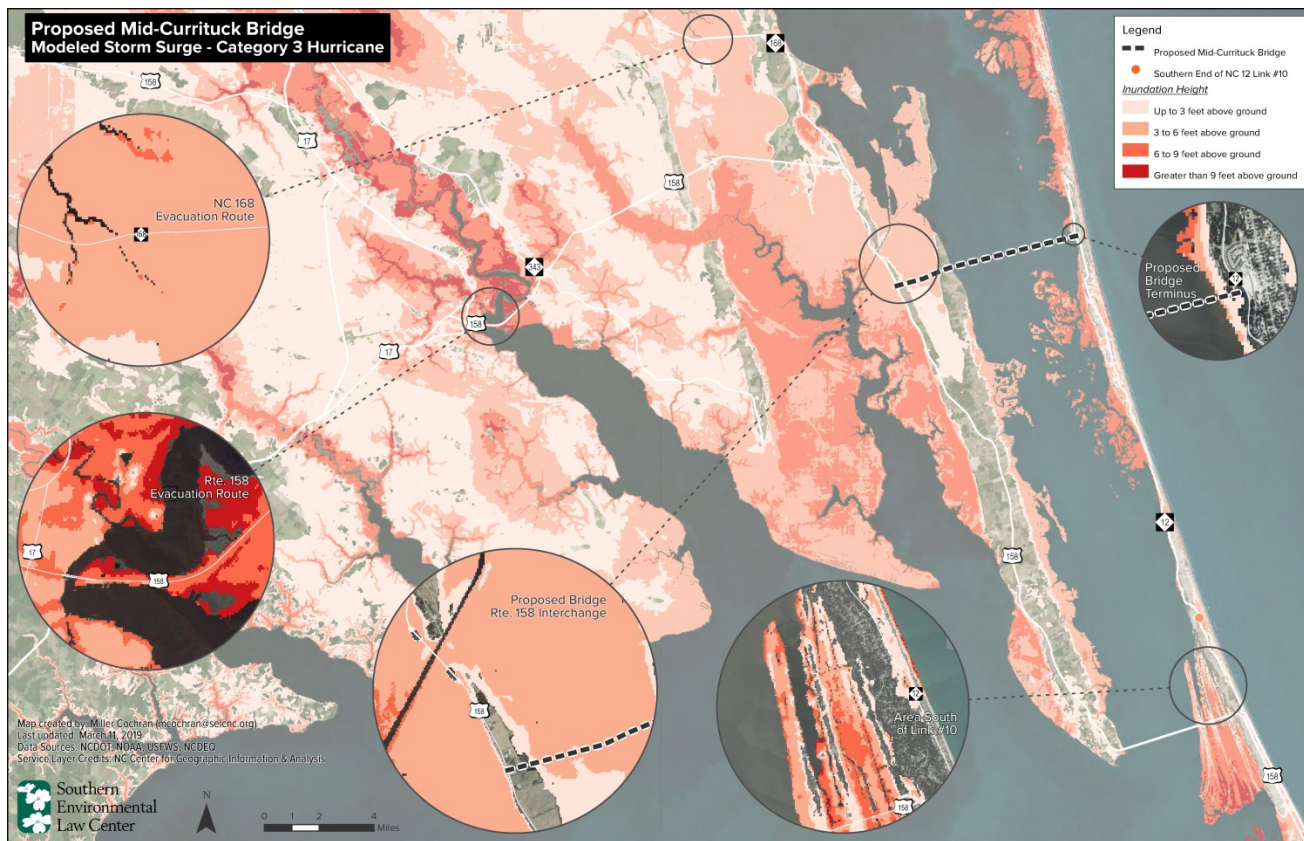 Proposed Mid-Currituck Bridge
Modeled Storm Surge - Category 3 Hurricane
Legend
Proposed Mid-Currituck Bridge
Southern End of NC 12 Link #10
Inundation Height
Up to 3 feet above ground
3 to 6 feet above ground
6 to 9 feet above ground
Greater than 9 feet above ground
158
17
168
158
343
158
17
12
158
158
NC 168
Evacuation Route
168
Proposed
Bridge
Terminus
12
Rte. 158
Evacuation Route
17
158
Proposed Bridge
Rte. 158 Interchange
158
12
Area South
of Link #10
158
Map created by: Miller Cochran (mcochran@selcnc.org)
Last updated: March 11, 2019
Data Sources: NCDOT, NOAA, USFWS, NCDEQ
Service Layer Credits: NC Center for Geographic Information & Analysis
Southern
Environmental
Law Center
N
0 1 2 4
Miles